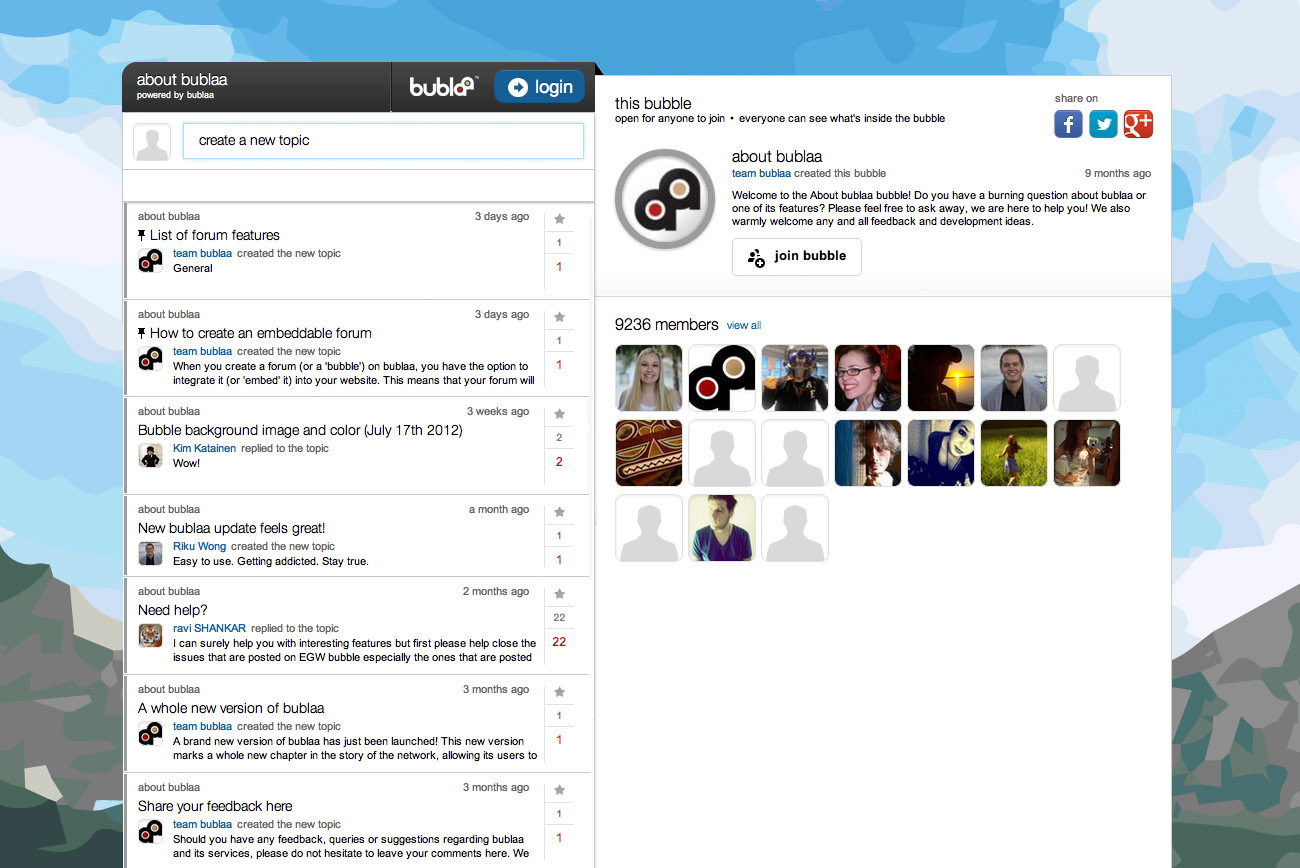 about bublaa
powered by bublaa
bublaa™
login
create a new topic
about bublaa
3 days ago
List of forum features
1
team bublaa created the new topic
General
1
about bublaa
3 days ago
How to create an embeddable forum
1
team bublaa created the new topic
When you create a forum (or a 'bubble') on bublaa, you have the option to
1
integrate it (or 'embed' it) into your website. This means that your forum will
about bublaa
3 weeks ago
Bubble background image and color (July 17th 2012)
2
Kim Katainen replied to the topic
Wow!
2
about bublaa
a month ago
New bublaa update feels great!
1
Riku Wong created the new topic
Easy to use. Getting addicted. Stay true.
1
about bublaa
2 months ago
Need help?
22
ravi SHANKAR replied to the topic
I can surely help you with interesting features but first please help close the
22
issues that are posted on EGW bubble especially the ones that are posted
about bublaa
3 months ago
A whole new version of bublaa
1
team bublaa created the new topic
A brand new version of bublaa has just been launched! This new version
1
marks a whole new chapter in the story of the network, allowing its users to
about bublaa
3 months ago
Share your feedback here
1
team bublaa created the new topic
Should you have any feedback, queries or suggestions regarding bublaa
1
and its services, please do not hesitate to leave your comments here. We
this bubble
open for anyone to join • everyone can see what's inside the bubble
share on
f
g+
about bublaa
team bublaa created this bubble
9 months ago
Welcome to the About bublaa bubble! Do you have a burning question about bublaa or
one of its features? Please feel free to ask away, we are here to help you! We also
warmly welcome any and all feedback and development ideas.
join bubble
9236 members view all